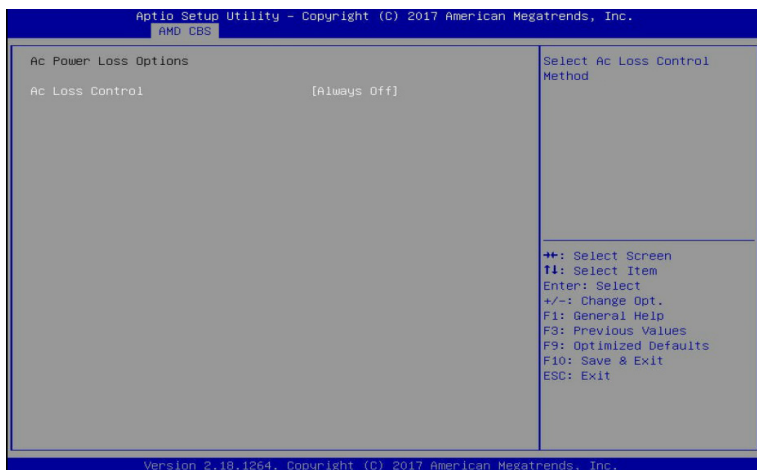 Aptio Setup Utility – Copyright (C) 2017 American Megatrends, Inc.
AMD CBS
Ac Power Loss Options
Ac Loss Control [Always Off]
Select Ac Loss Control
Method
→←: Select Screen
↑↓: Select Item
Enter: Select
+/-: Change Opt.
F1: General Help
F3: Previous Values
F9: Optimized Defaults
F10: Save & Exit
ESC: Exit
Version 2.18.1264. Copyright (C) 2017 American Megatrends, Inc.